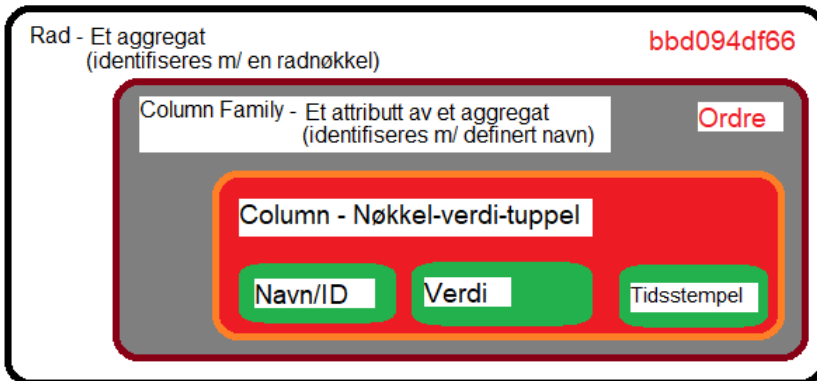 Rad - Et aggregat
(identifiseres m/ en radnøkkel)
bbd094df66
Column Family - Et attributt av et aggregat
(identifiseres m/ definert navn)
Ordre
Column - Nøkkel-verdi-tuppel
Navn/ID
Verdi
Tidsstempel